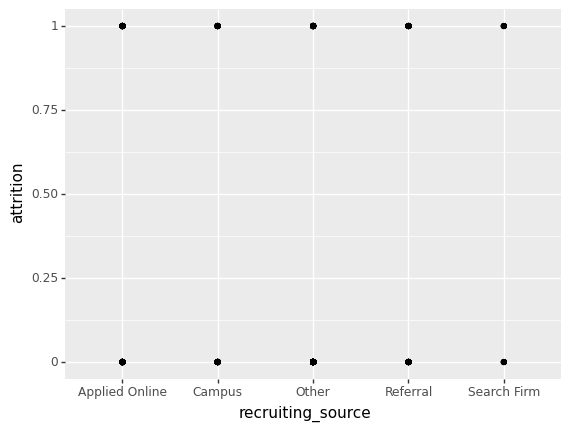 1
0.75
0.50
0.25
0
attrition
Applied Online Campus Other Referral Search Firm
recruiting_source